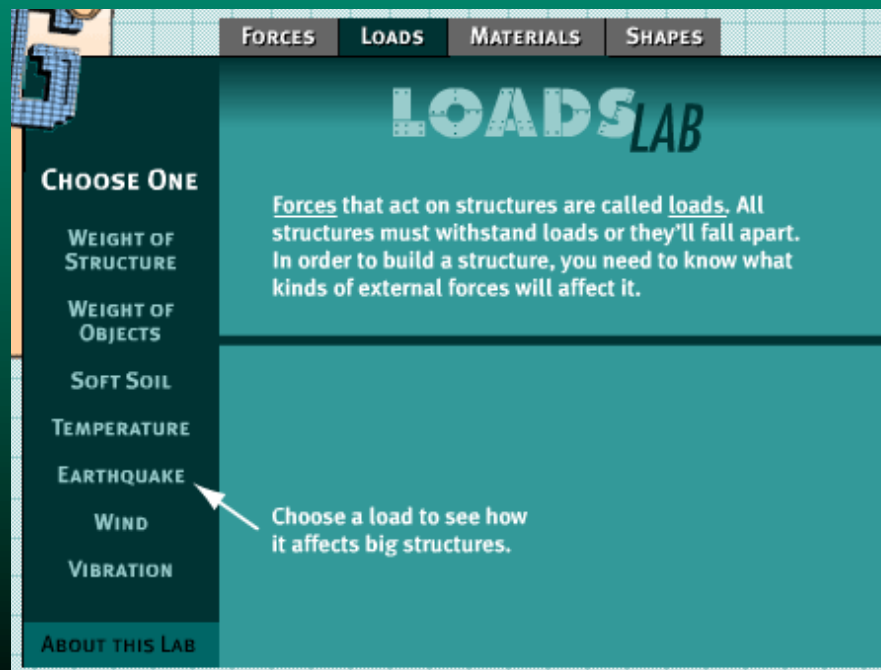 FORCES LOADS MATERIALS SHAPES
LOADS LAB
CHOOSE ONE
WEIGHT OF
STRUCTURE
WEIGHT OF
OBJECTS
SOFT SOIL
TEMPERATURE
EARTHQUAKE
WIND
VIBRATION
ABOUT THIS LAB
Forces that act on structures are called loads. All
structures must withstand loads or they'll fall apart.
In order to build a structure, you need to know what
kinds of external forces will affect it.
Choose a load to see how
it affects big structures.